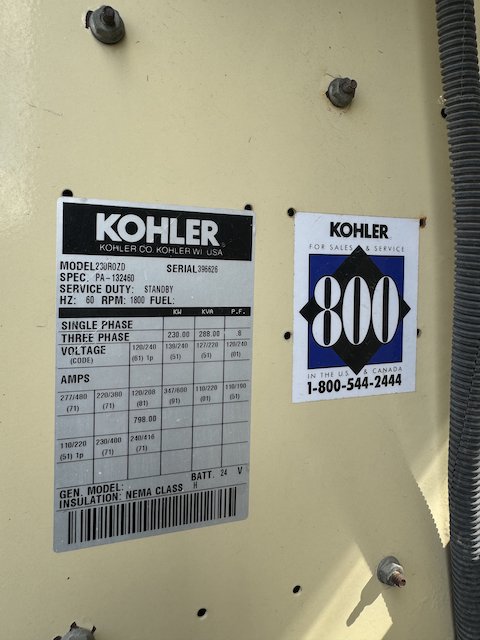 KOHLER
KOHLER CO. KOHLER WI USA
MODEL 230ROZD SERIAL 396626
SPEC. PA-132460
SERVICE DUTY: STANDBY
HZ: 60 RPM: 1800 FUEL:
KW KVA P.F.
SINGLE PHASE
THREE PHASE 230.00 288.00 8
VOLTAGE 120/240 139/240 127/220 120/240
(CODE) (61) 1p (51) (51) (01)
AMPS
277/480 220/380 120/208 347/600 110/220 110/190
(71) (71) (81) (91) (01) (51)
798.00
110/220 230/400 240/416
(51) 1p (71) (71)
BATT. 24 V
GEN. MODEL:
INSULATION: NEMA CLASS H
KOHLER
FOR SALES & SERVICE
800
IN THE U.S. & CANADA
1-800-544-2444